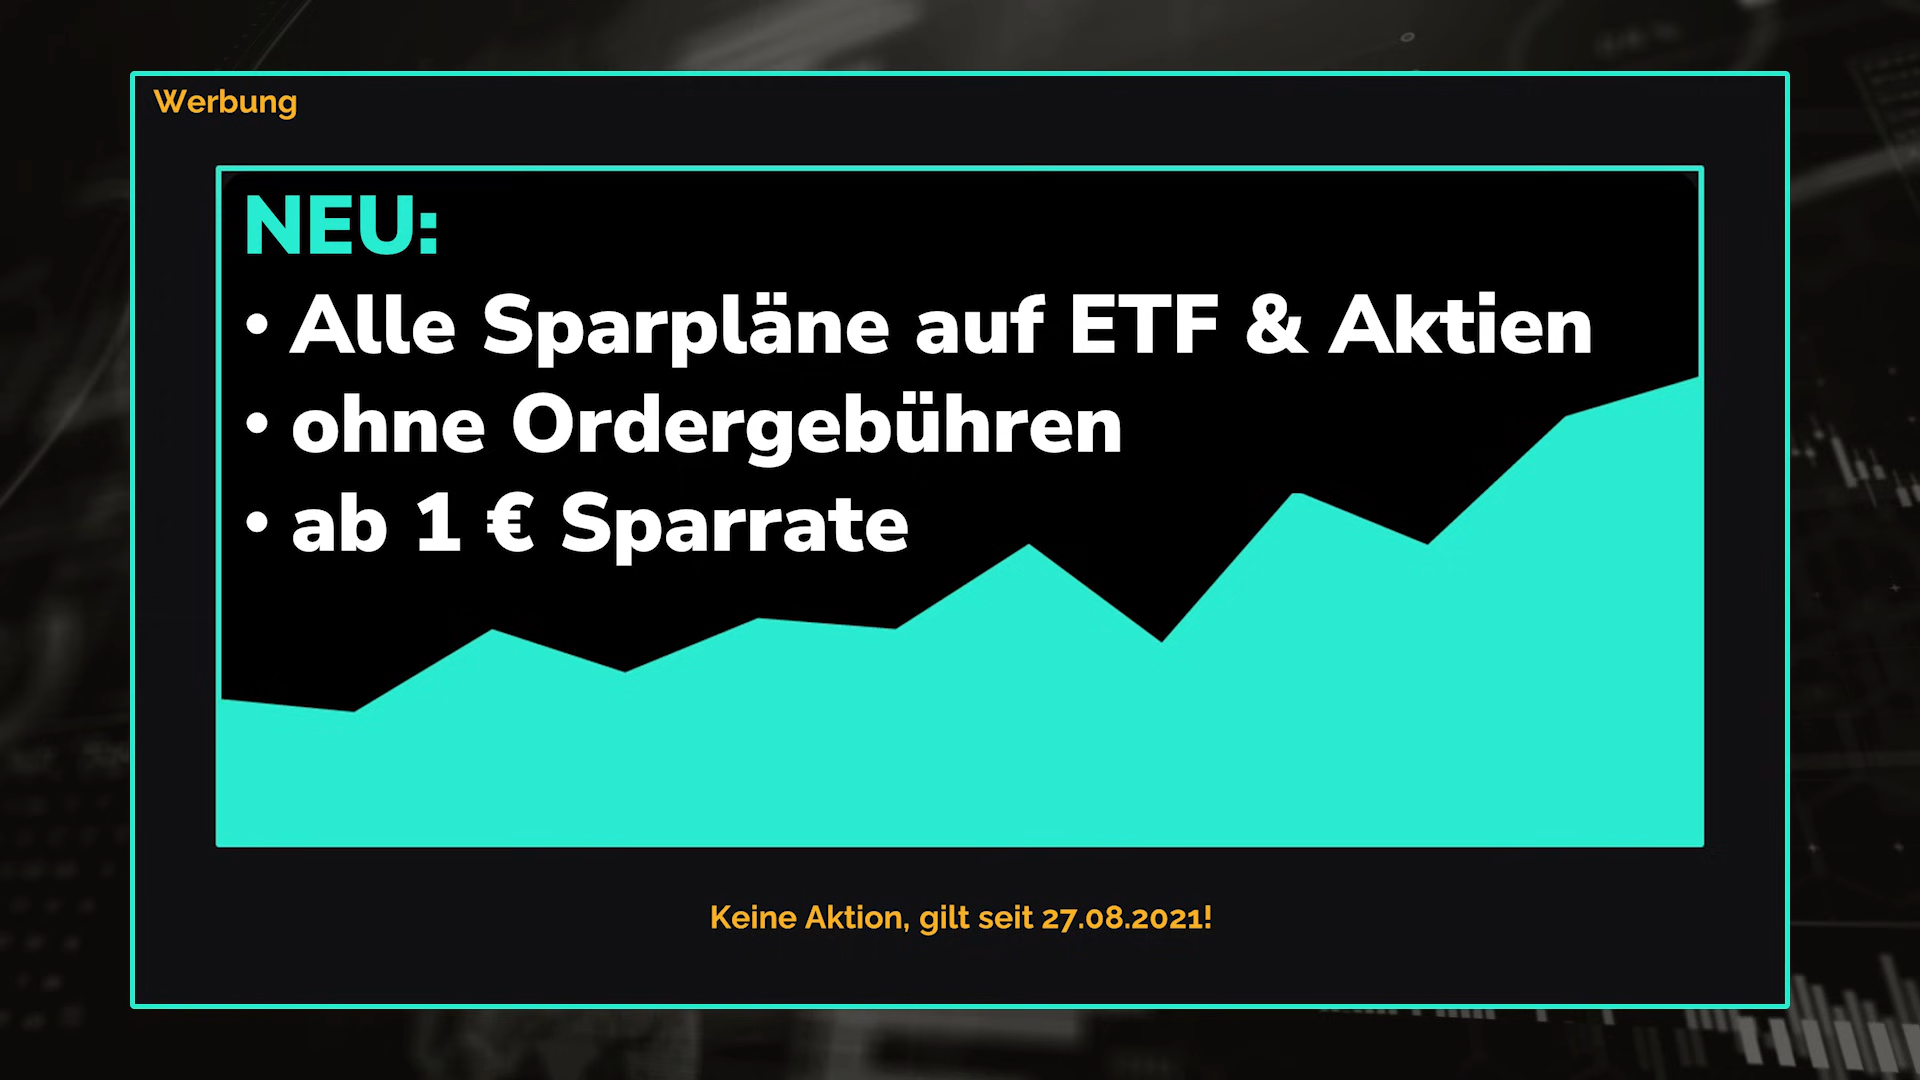 Werbung
NEU:
• Alle Sparpläne auf ETF & Aktien
• ohne Ordergebühren
• ab 1 € Sparrate
Keine Aktion, gilt seit 27.08.2021!